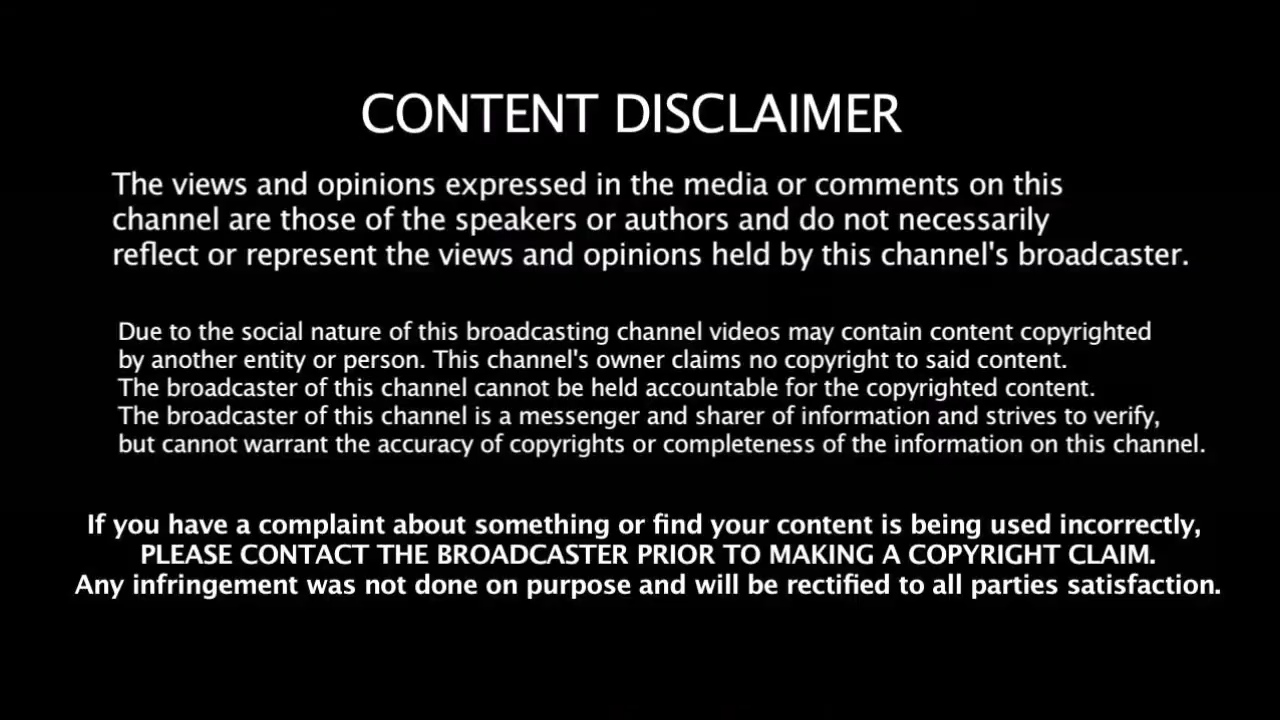 CONTENT DISCLAIMER
The views and opinions expressed in the media or comments on this
channel are those of the speakers or authors and do not necessarily
reflect or represent the views and opinions held by this channel's broadcaster.
Due to the social nature of this broadcasting channel videos may contain content copyrighted
by another entity or person. This channel's owner claims no copyright to said content.
The broadcaster of this channel cannot be held accountable for the copyrighted content.
The broadcaster of this channel is a messenger and sharer of information and strives to verify,
but cannot warrant the accuracy of copyrights or completeness of the information on this channel.
If you have a complaint about something or find your content is being used incorrectly,
PLEASE CONTACT THE BROADCASTER PRIOR TO MAKING A COPYRIGHT CLAIM.
Any infringement was not done on purpose and will be rectified to all parties satisfaction.